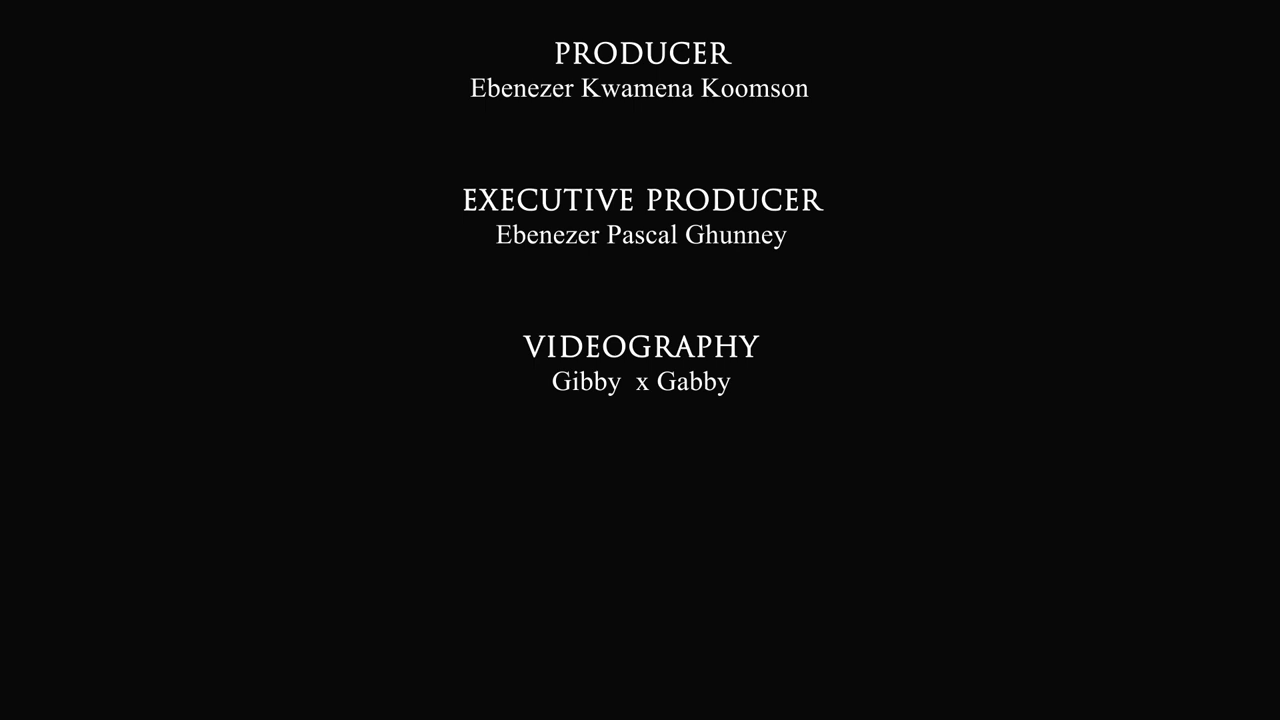 PRODUCER
Ebenezer Kwamena Koomson
EXECUTIVE PRODUCER
Ebenezer Pascal Ghunney
VIDEOGRAPHY
Gibby  x Gabby